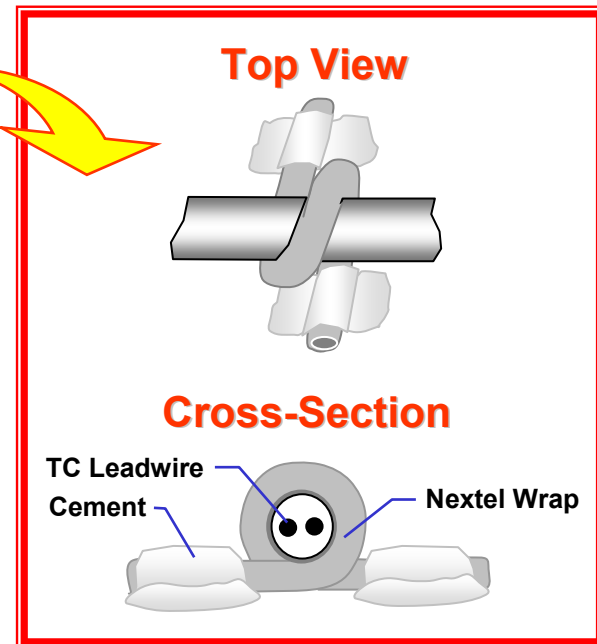 Top View
Cross-Section
TC Leadwire
Cement
Nextel Wrap